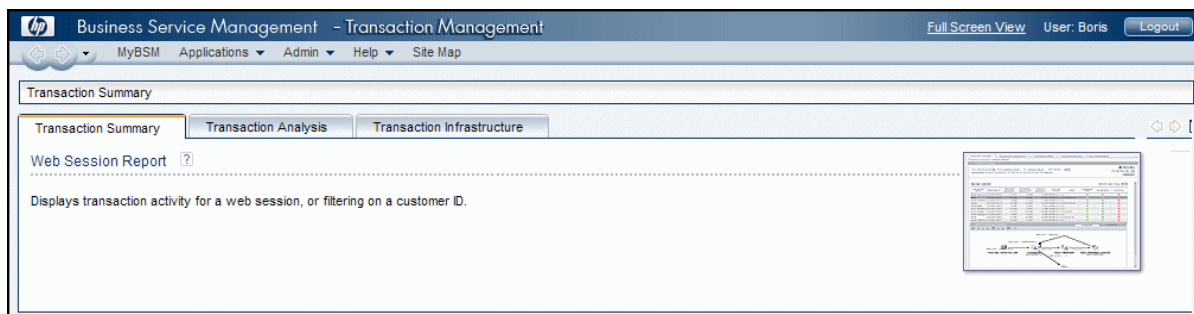 hp Business Service Management – Transaction Management Full Screen View User: Boris Logout
MyBSM Applications Admin Help Site Map
Transaction Summary
Transaction Summary Transaction Analysis Transaction Infrastructure
Web Session Report ?
Displays transaction activity for a web session, or filtering on a customer ID.